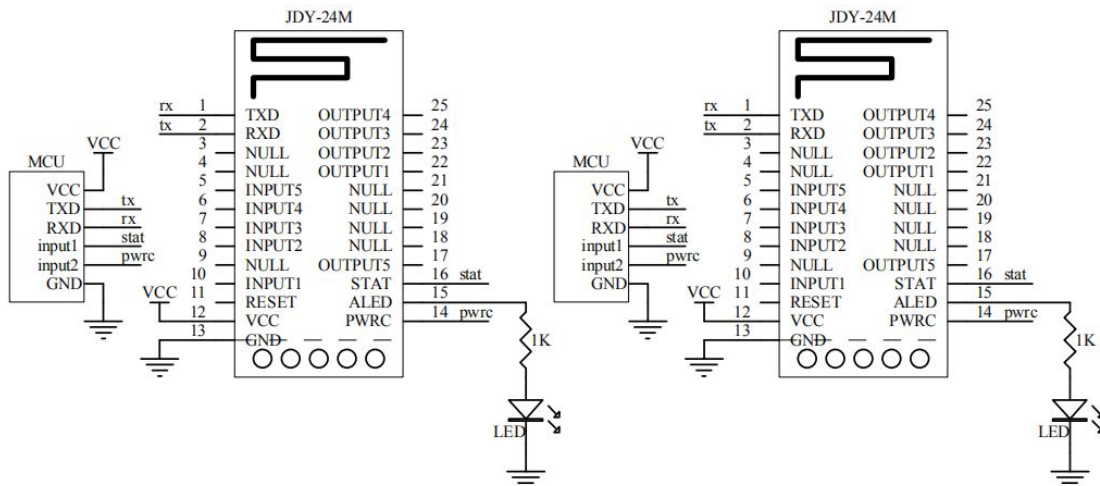 JDY-24M
rx 1 TXD OUTPUT4 25
tx 2 RXD OUTPUT3 24
3 NULL OUTPUT2 23
4 NULL OUTPUT1 22
5 INPUT5 NULL 21
6 INPUT4 NULL 20
7 INPUT3 NULL 19
8 INPUT2 NULL 18
9 NULL OUTPUT5 17
10 INPUT1 STAT 16 stat
11 RESET ALED 15
VCC 12 VCC PWRC 14 pwrc
13 GND
1K
LED
VCC
MCU
VCC
TXD tx
RXD rx
input1 stat
input2 pwrc
GND
JDY-24M
rx 1 TXD OUTPUT4 25
tx 2 RXD OUTPUT3 24
3 NULL OUTPUT2 23
4 NULL OUTPUT1 22
5 INPUT5 NULL 21
6 INPUT4 NULL 20
7 INPUT3 NULL 19
8 INPUT2 NULL 18
9 NULL OUTPUT5 17
10 INPUT1 STAT 16 stat
11 RESET ALED 15
VCC 12 VCC PWRC 14 pwrc
13 GND
1K
LED
VCC
MCU
VCC
TXD tx
RXD rx
input1 stat
input2 pwrc
GND